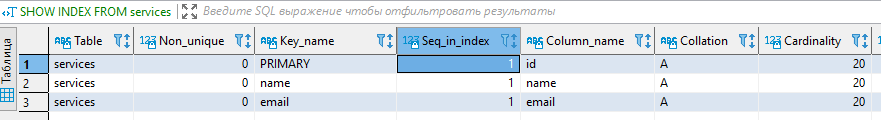 SHOW INDEX FROM services Введите SQL выражение чтобы отфильтровать результаты
Таблица
Table Non_unique Key_name Seq_in_index Column_name Collation Cardinality
1 services 0 PRIMARY 1 id A 20
2 services 0 name 1 name A 20
3 services 0 email 1 email A 20